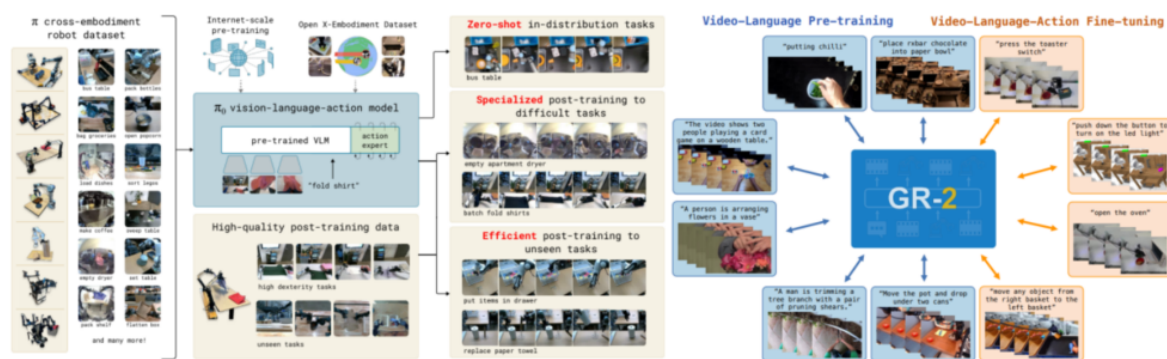 π cross-embodiment
robot dataset
bus table
pack bottles
bag groceries
open popcorn
load dishes
sort legos
make coffee
sweep table
empty dryer
set table
pack shelf
flatten box
and many more!
Internet-scale
pre-training
Open X-Embodiment Dataset
π₀ vision-language-action model
pre-trained VLM
action
expert
"fold shirt"
High-quality post-training data
high dexterity tasks
unseen tasks
Zero-shot in-distribution tasks
bus table
Specialized post-training to
difficult tasks
empty apartment dryer
batch fold shirts
Efficient post-training to
unseen tasks
put items in drawer
replace paper towel
Video-Language Pre-training
Video-Language-Action Fine-tuning
"putting chilli"
"place rxbar chocolate
into paper bowl"
"press the toaster
switch"
"The video shows two
people playing a card
game on a wooden table."
"push down the button to
turn on the led light"
GR-2
"A person is arranging
flowers in a vase"
"open the oven"
"A man is trimming a
tree branch with a pair
of pruning shears."
"Move the pot and drop
under two cans"
"move any object from
the right basket to the
left basket"